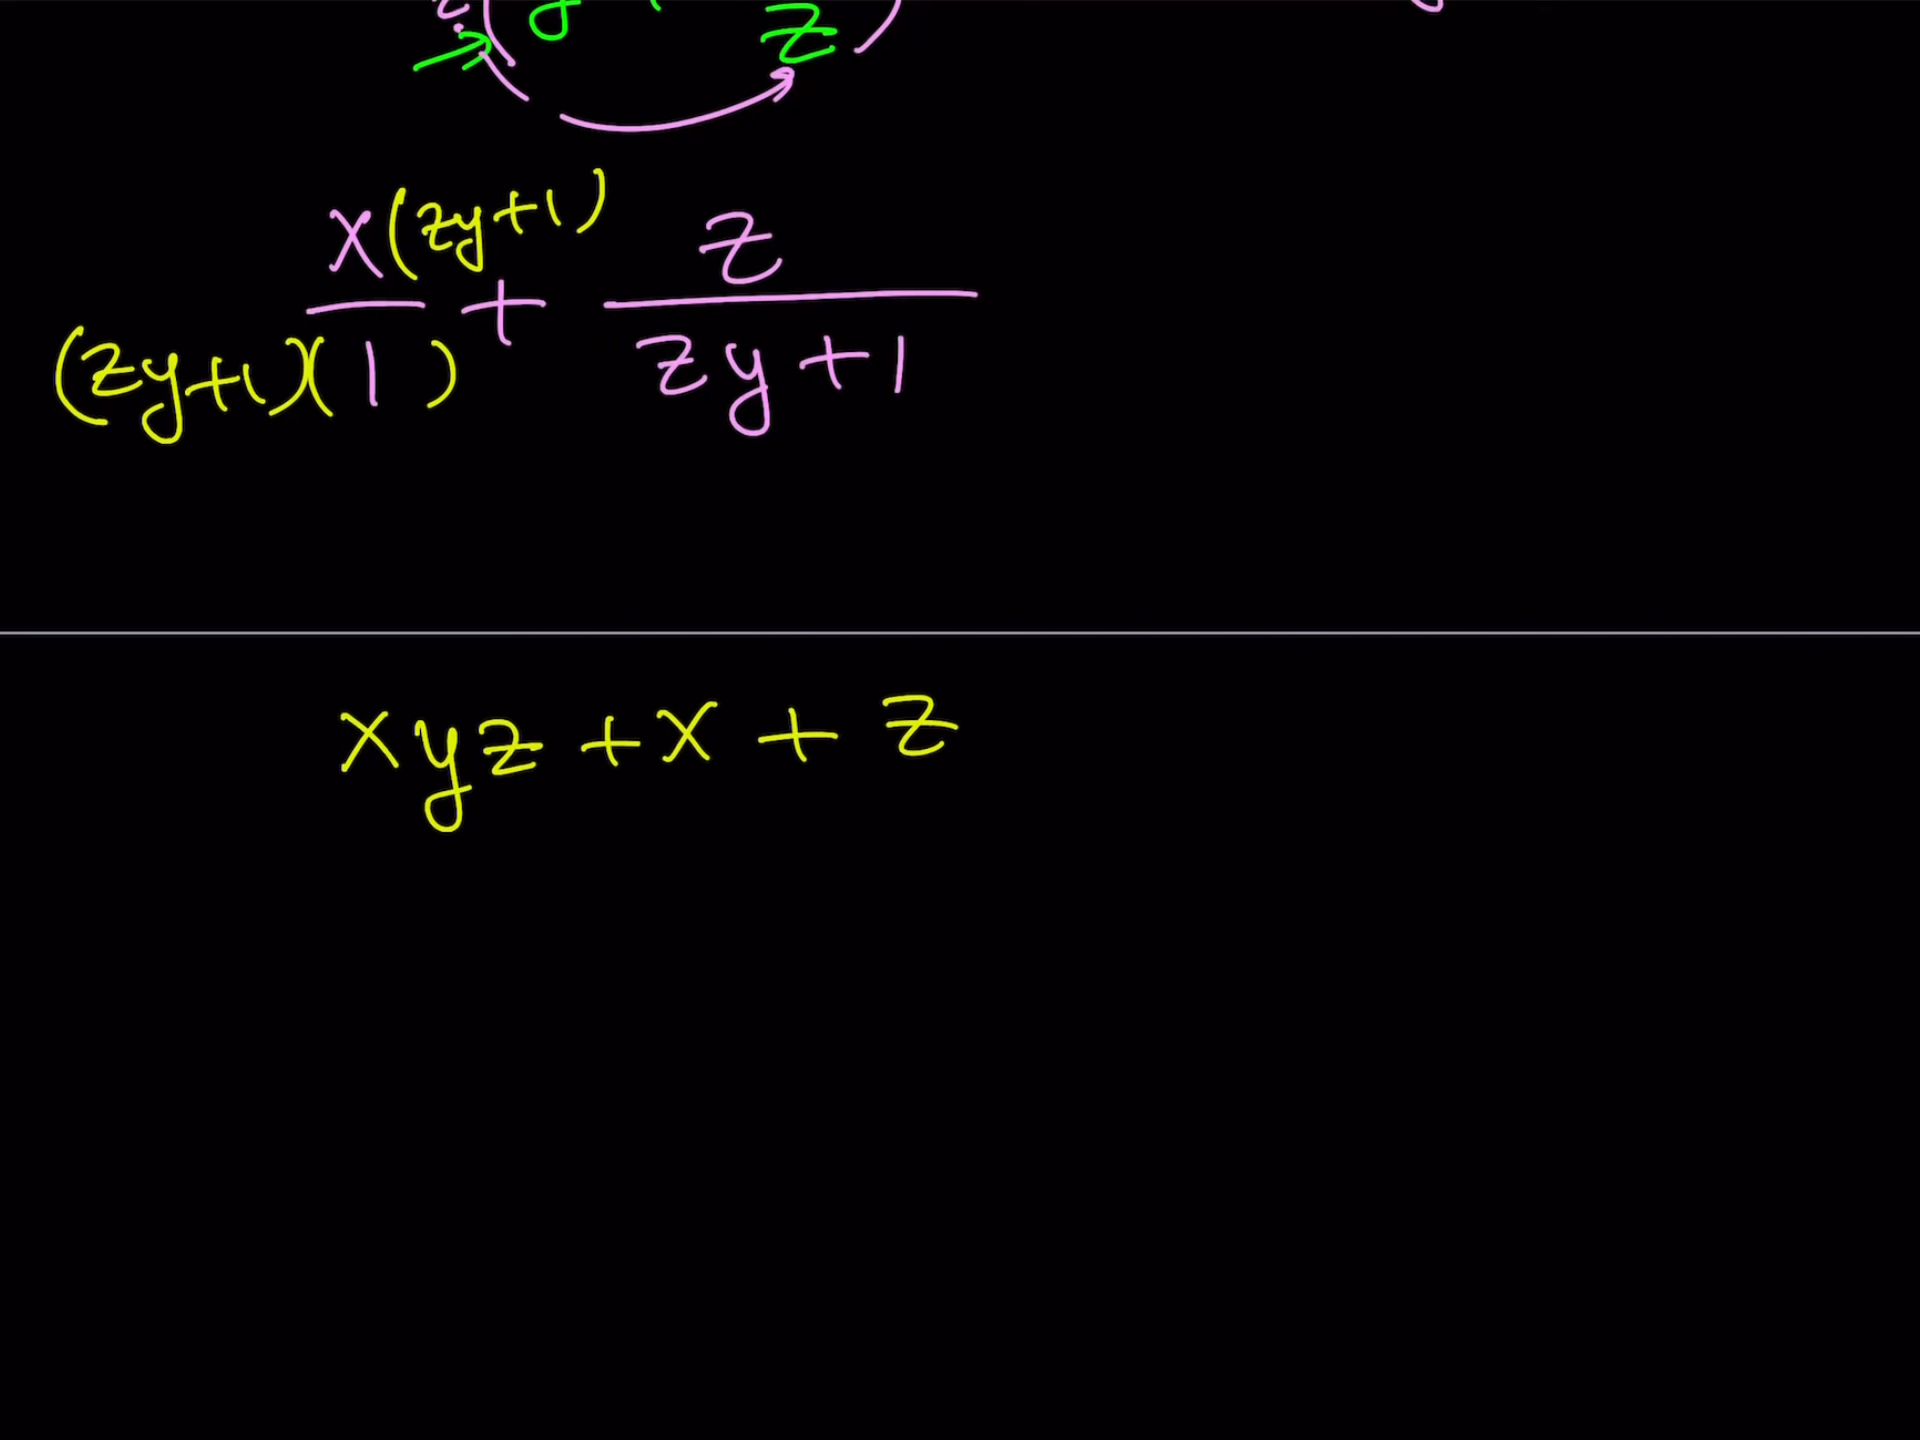 z
x(zy+1) z
+
(zy+1)(1) zy+1
xyz + x + z